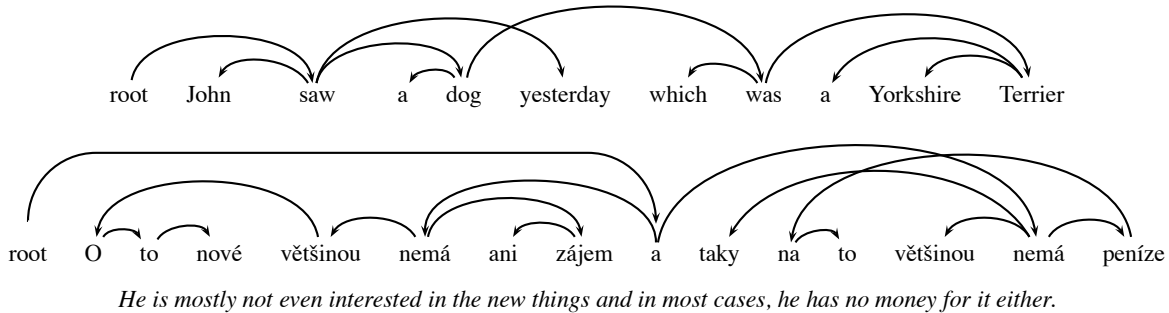 root John saw a dog yesterday which was a Yorkshire Terrier
root O to nové většinou nemá ani zájem a taky na to většinou nemá peníze
He is mostly not even interested in the new things and in most cases, he has no money for it either.